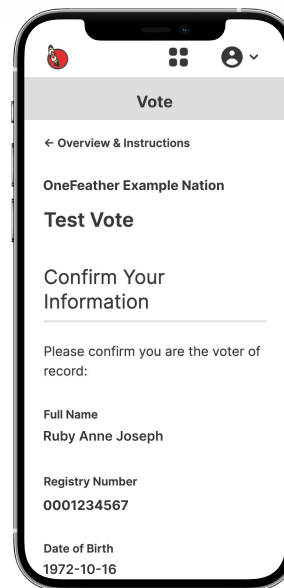 Vote
← Overview & Instructions
OneFeather Example Nation
Test Vote
Confirm Your
Information
Please confirm you are the voter of
record:
Full Name
Ruby Anne Joseph
Registry Number
0001234567
Date of Birth
1972-10-16